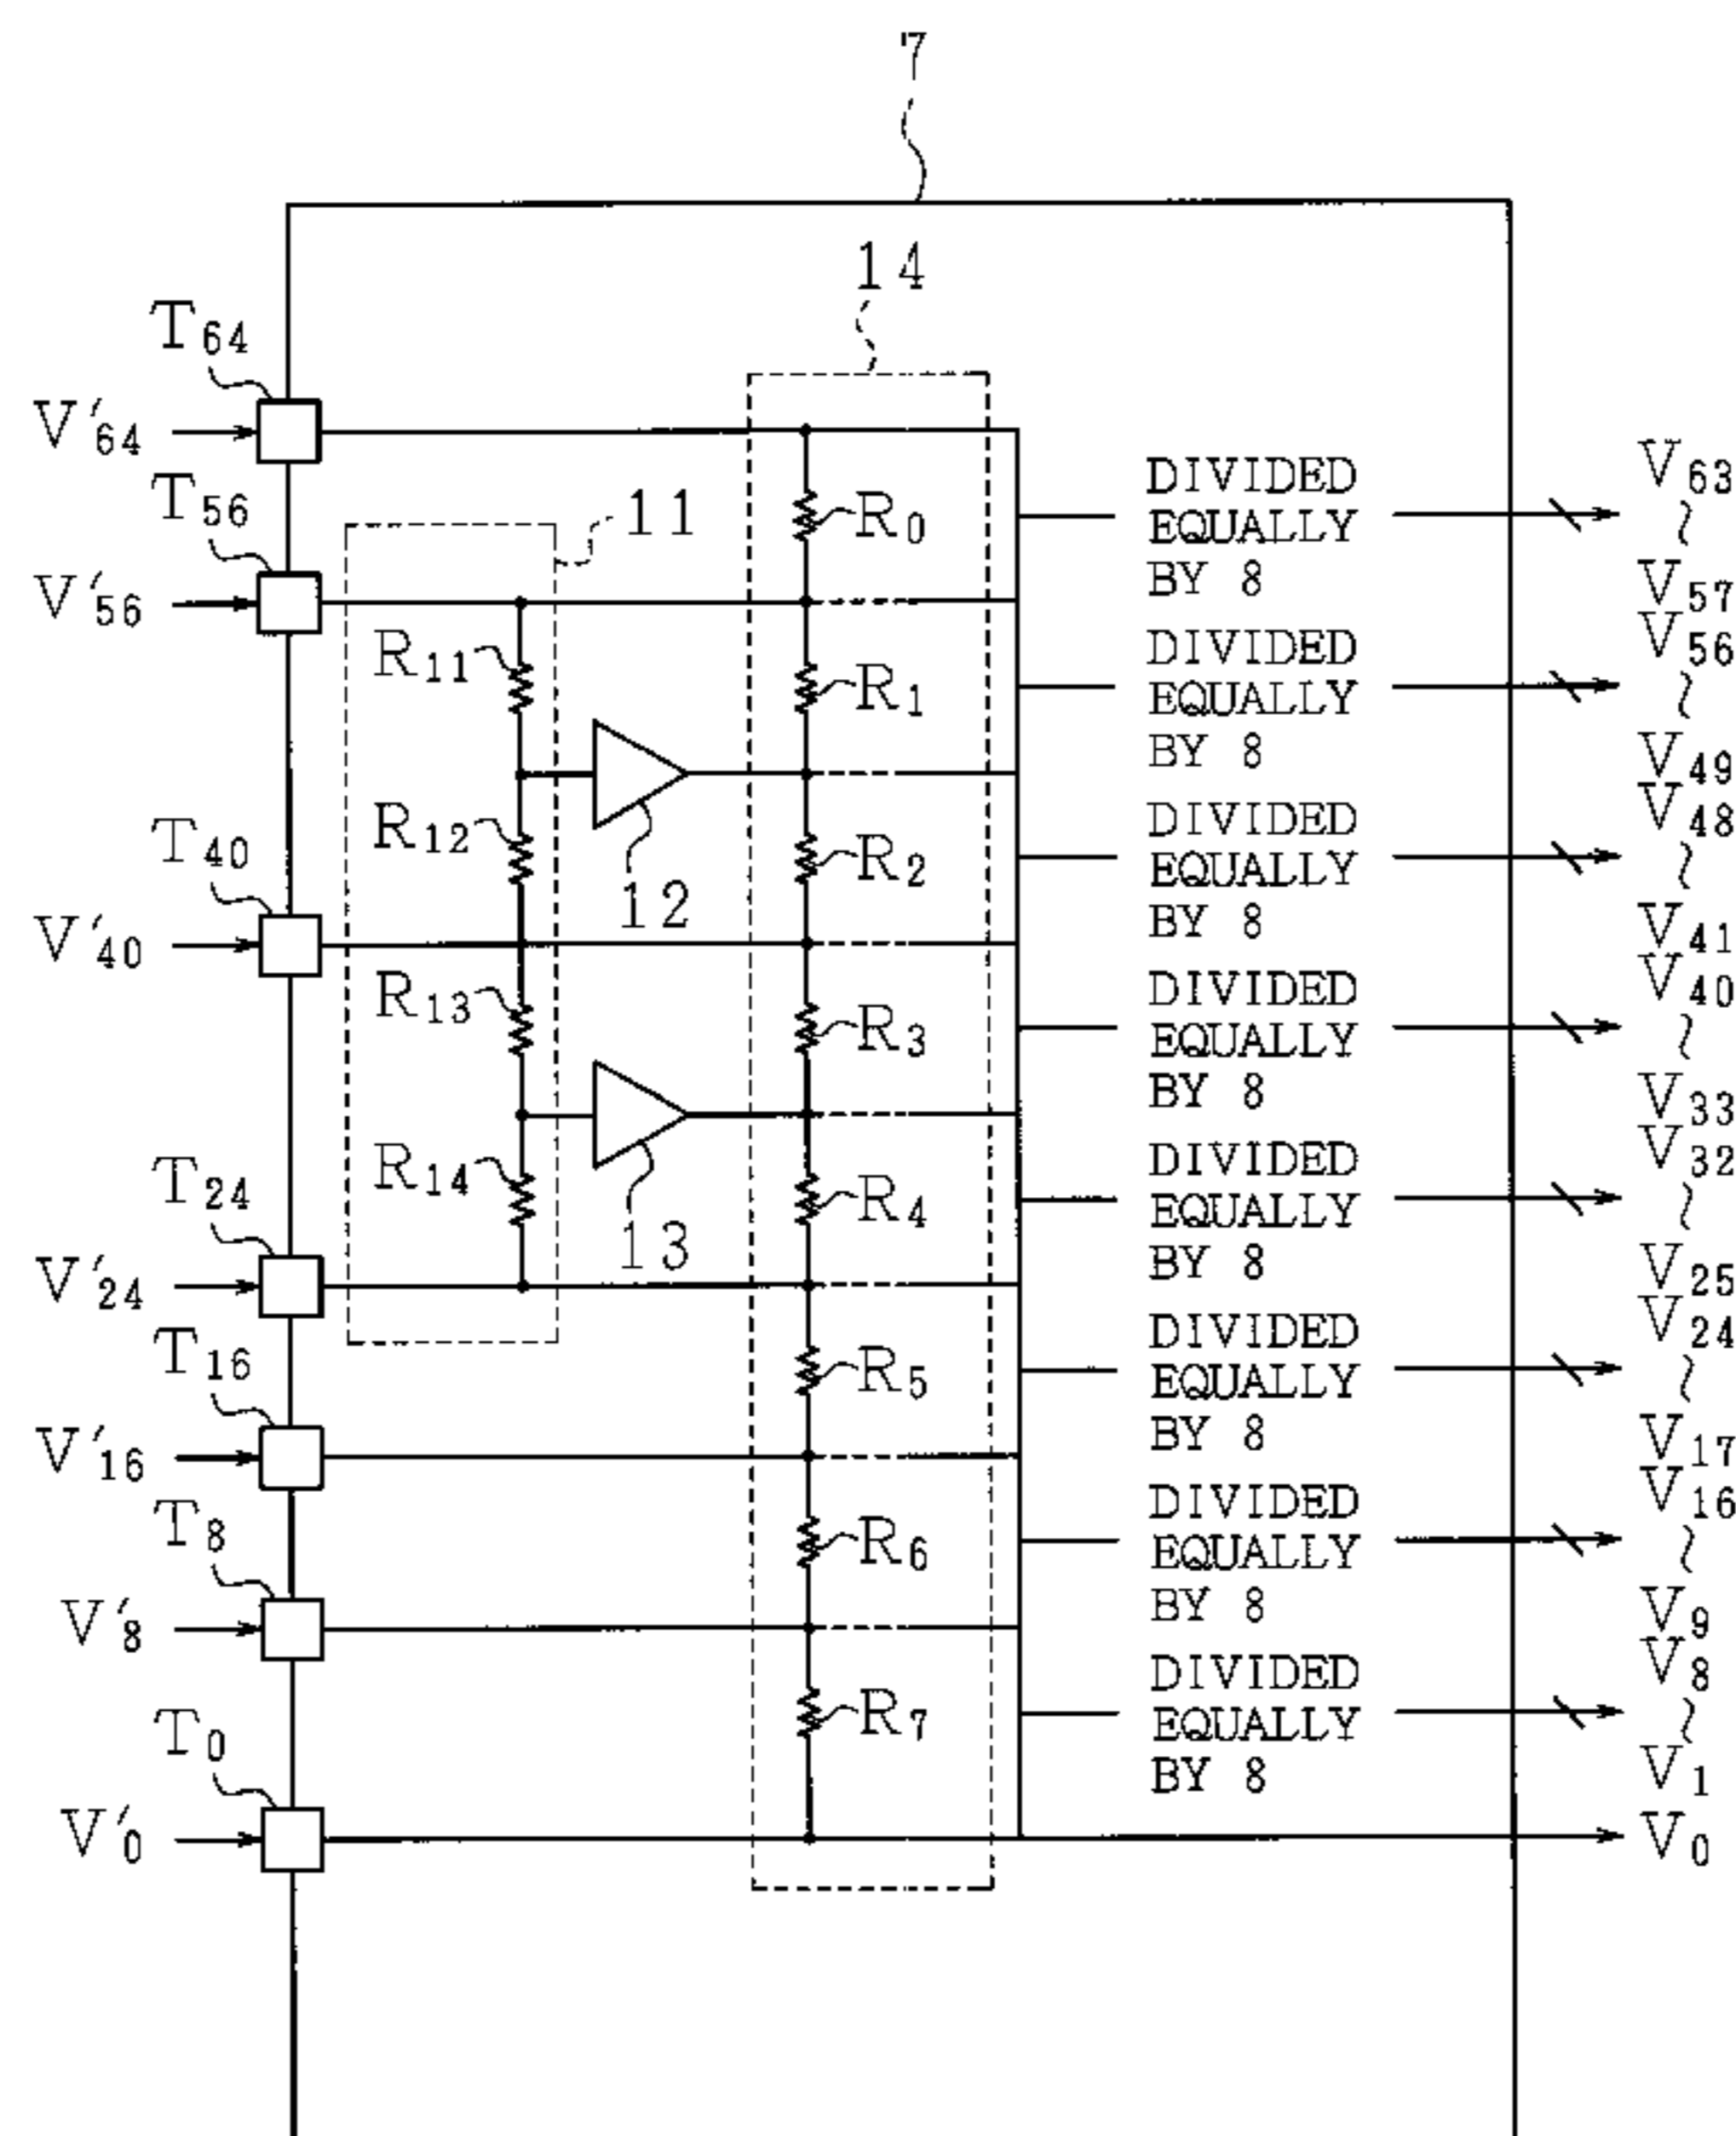 7
14
T64
V'64
DIVIDED
EQUALLY
BY 8
V63
~
V57
T56
V'56
11
R0
R11
R1
DIVIDED
EQUALLY
BY 8
V56
~
V49
12
R12
R2
DIVIDED
EQUALLY
BY 8
V48
~
V41
T40
V'40
R13
R3
DIVIDED
EQUALLY
BY 8
V40
~
V33
13
R14
R4
DIVIDED
EQUALLY
BY 8
V32
~
V25
T24
V'24
R5
DIVIDED
EQUALLY
BY 8
V24
~
V17
T16
V'16
R6
DIVIDED
EQUALLY
BY 8
V16
~
V9
T8
V'8
R7
DIVIDED
EQUALLY
BY 8
V8
~
V1
T0
V'0
V0